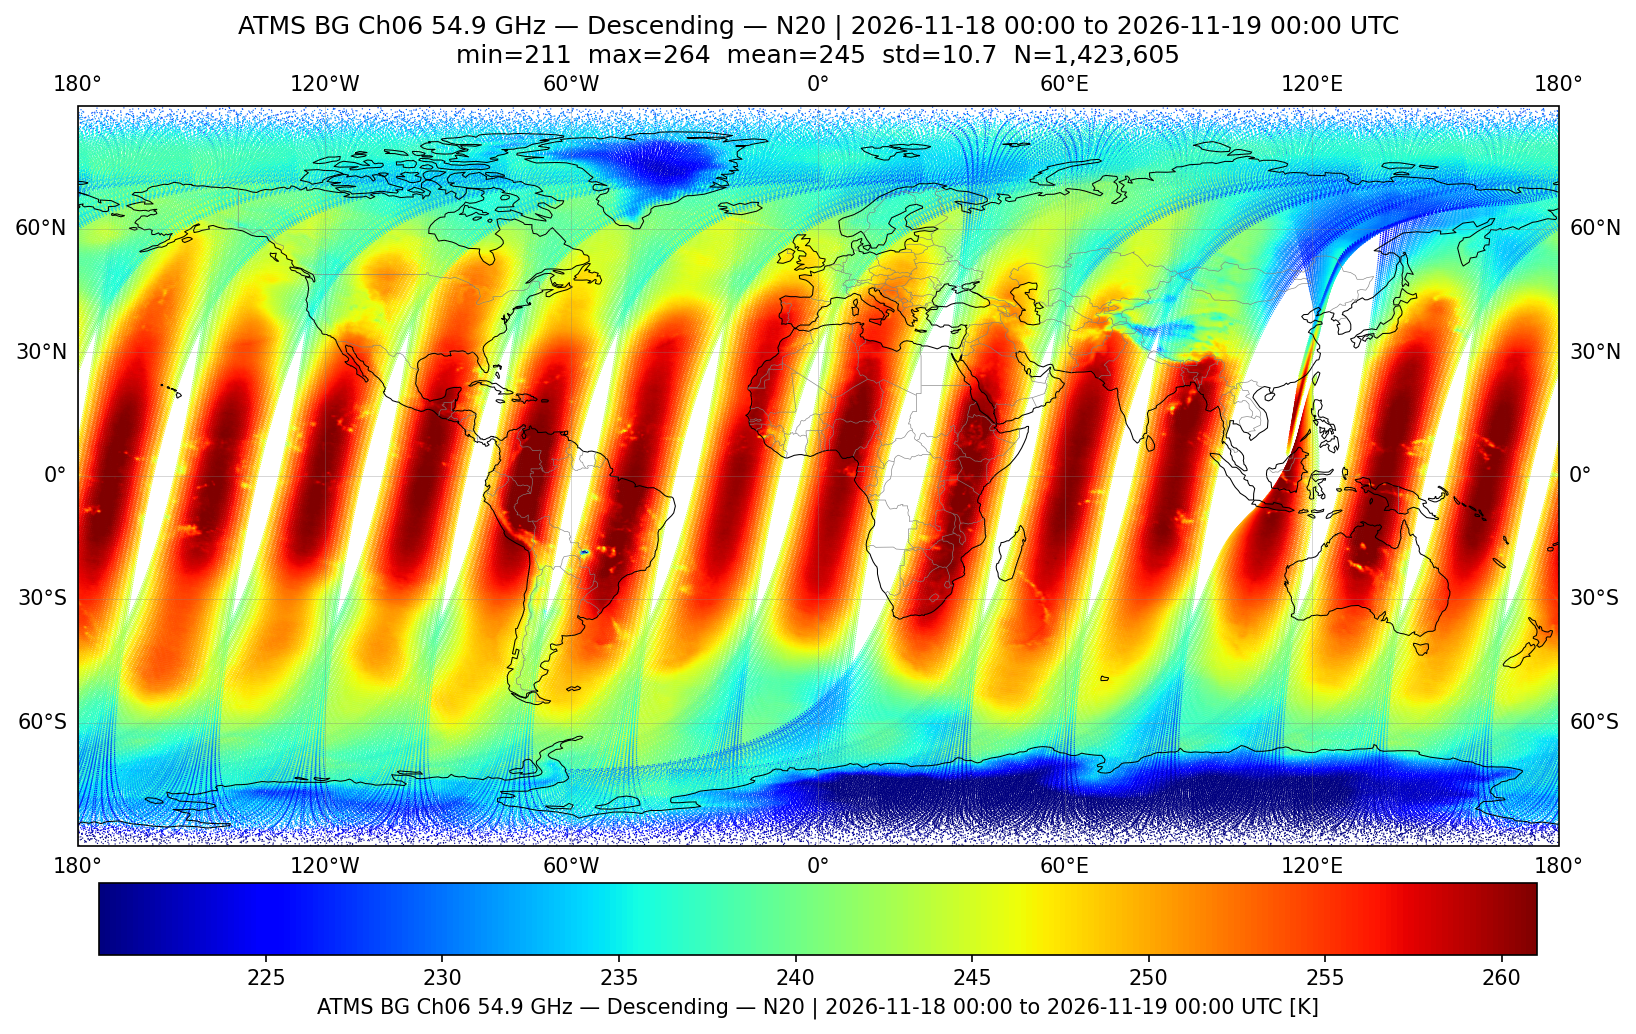 ATMS BG Ch06 54.9 GHz — Descending — N20 | 2026-11-18 00:00 to 2026-11-19 00:00 UTC
min=211 max=264 mean=245 std=10.7 N=1,423,605
180° 120°W 60°W 0° 60°E 120°E 180°
60°N 60°N
30°N 30°N
0° 0°
30°S 30°S
60°S 60°S
180° 120°W 60°W 0° 60°E 120°E 180°
225 230 235 240 245 250 255 260
ATMS BG Ch06 54.9 GHz — Descending — N20 | 2026-11-18 00:00 to 2026-11-19 00:00 UTC [K]